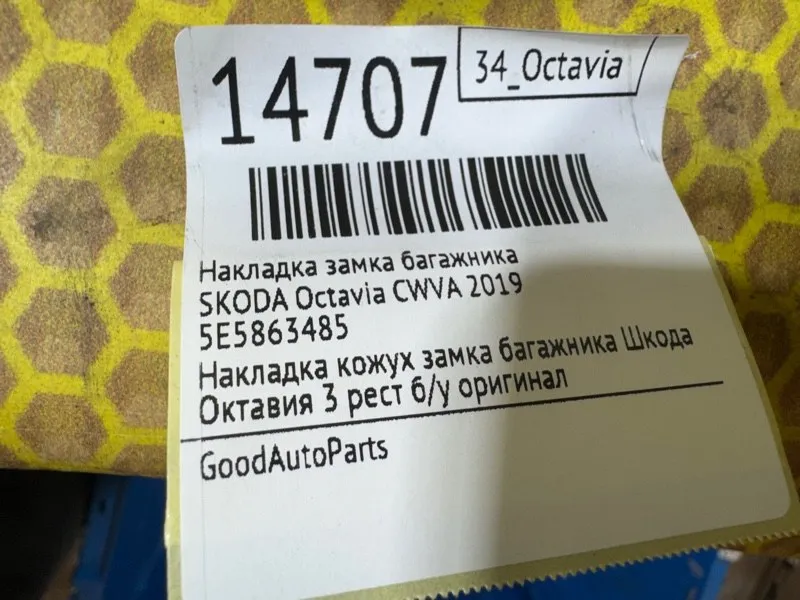 14707
34_Octavia
Накладка замка багажника
SKODA Octavia CWVA 2019
5E5863485
Накладка кожух замка багажника Шкода
Октавия 3 рест б/у оригинал
GoodAutoParts